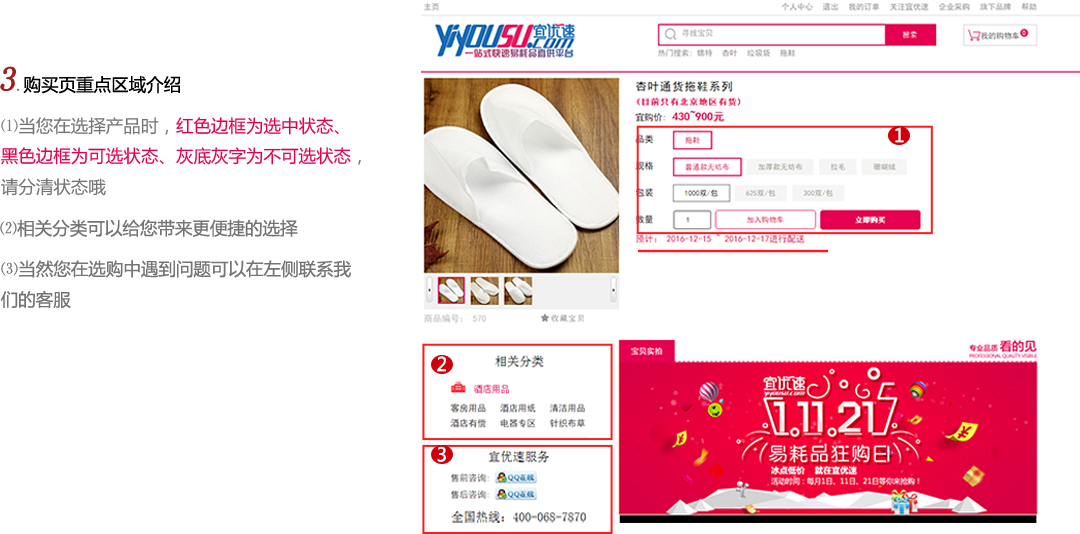 3.购买页重点区域介绍
⑴当您在选择产品时，红色边框为选中状态、
黑色边框为可选状态、灰底灰字为不可选状态，
请分清状态哦
⑵相关分类可以给您带来更便捷的选择
⑶当然您在选购中遇到问题可以在左侧联系我
们的客服
主页
个人中心 退出 我的订单 关注宜优速 企业采购 旗下品牌 帮助
YiYOUSU.com 宜优速
一站式快速易耗品直供平台
寻找宝贝 搜索
我的购物车 0
热门搜索: 锦特 杏叶 垃圾袋 拖鞋
杏叶通货拖鞋系列
(目前只有北京地区有货)
宜购价: 430~900元
1
品类 拖鞋
规格 普通款无纺布 加厚款无纺布 拉毛 珊瑚绒
包装 1000双/包 625双/包 300双/包
数量 1 加入购物车 立即购买
预计: 2016-12-15 ~ 2016-12-17进行配送
商品编号: 570 收藏宝贝
2
相关分类
酒店用品
客房用品 酒店用纸 清洁用品
酒店有偿 电器专区 针织布草
3
宜优速服务
售前咨询: QQ在线
售后咨询: QQ在线
全国热线: 400-068-7870
宝贝实拍
专业品质 看的见
PROFESSIONAL QUALITY VISIBLE
宜优速
yiyousu.com
1.11.21
易耗品狂购日
冰点低价 就在宜优速
活动时间：每月1日、11日、21日等你来抢购！